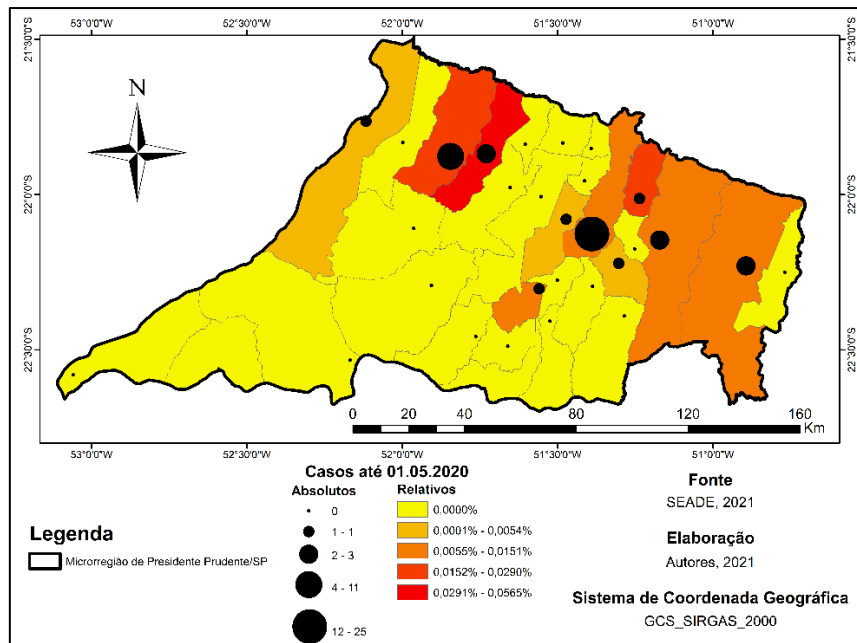 53°0'0"W 52°30'0"W 52°0'0"W 51°30'0"W 51°0'0"W
21°30'0"S
22°0'0"S
22°30'0"S
21°30'0"S
22°0'0"S
22°30'0"S
N
0 20 40 80 120 160
Km
53°0'0"W 52°30'0"W 52°0'0"W 51°30'0"W 51°0'0"W
Legenda
Microrregião de Presidente Prudente/SP
Casos até 01.05.2020
Absolutos
0
1 - 1
2 - 3
4 - 11
12 - 25
Relativos
0,0000%
0,0001% - 0,0054%
0,0055% - 0,0151%
0,0152% - 0,0290%
0,0291% - 0,0565%
Fonte
SEADE, 2021
Elaboração
Autores, 2021
Sistema de Coordenada Geográfica
GCS_SIRGAS_2000